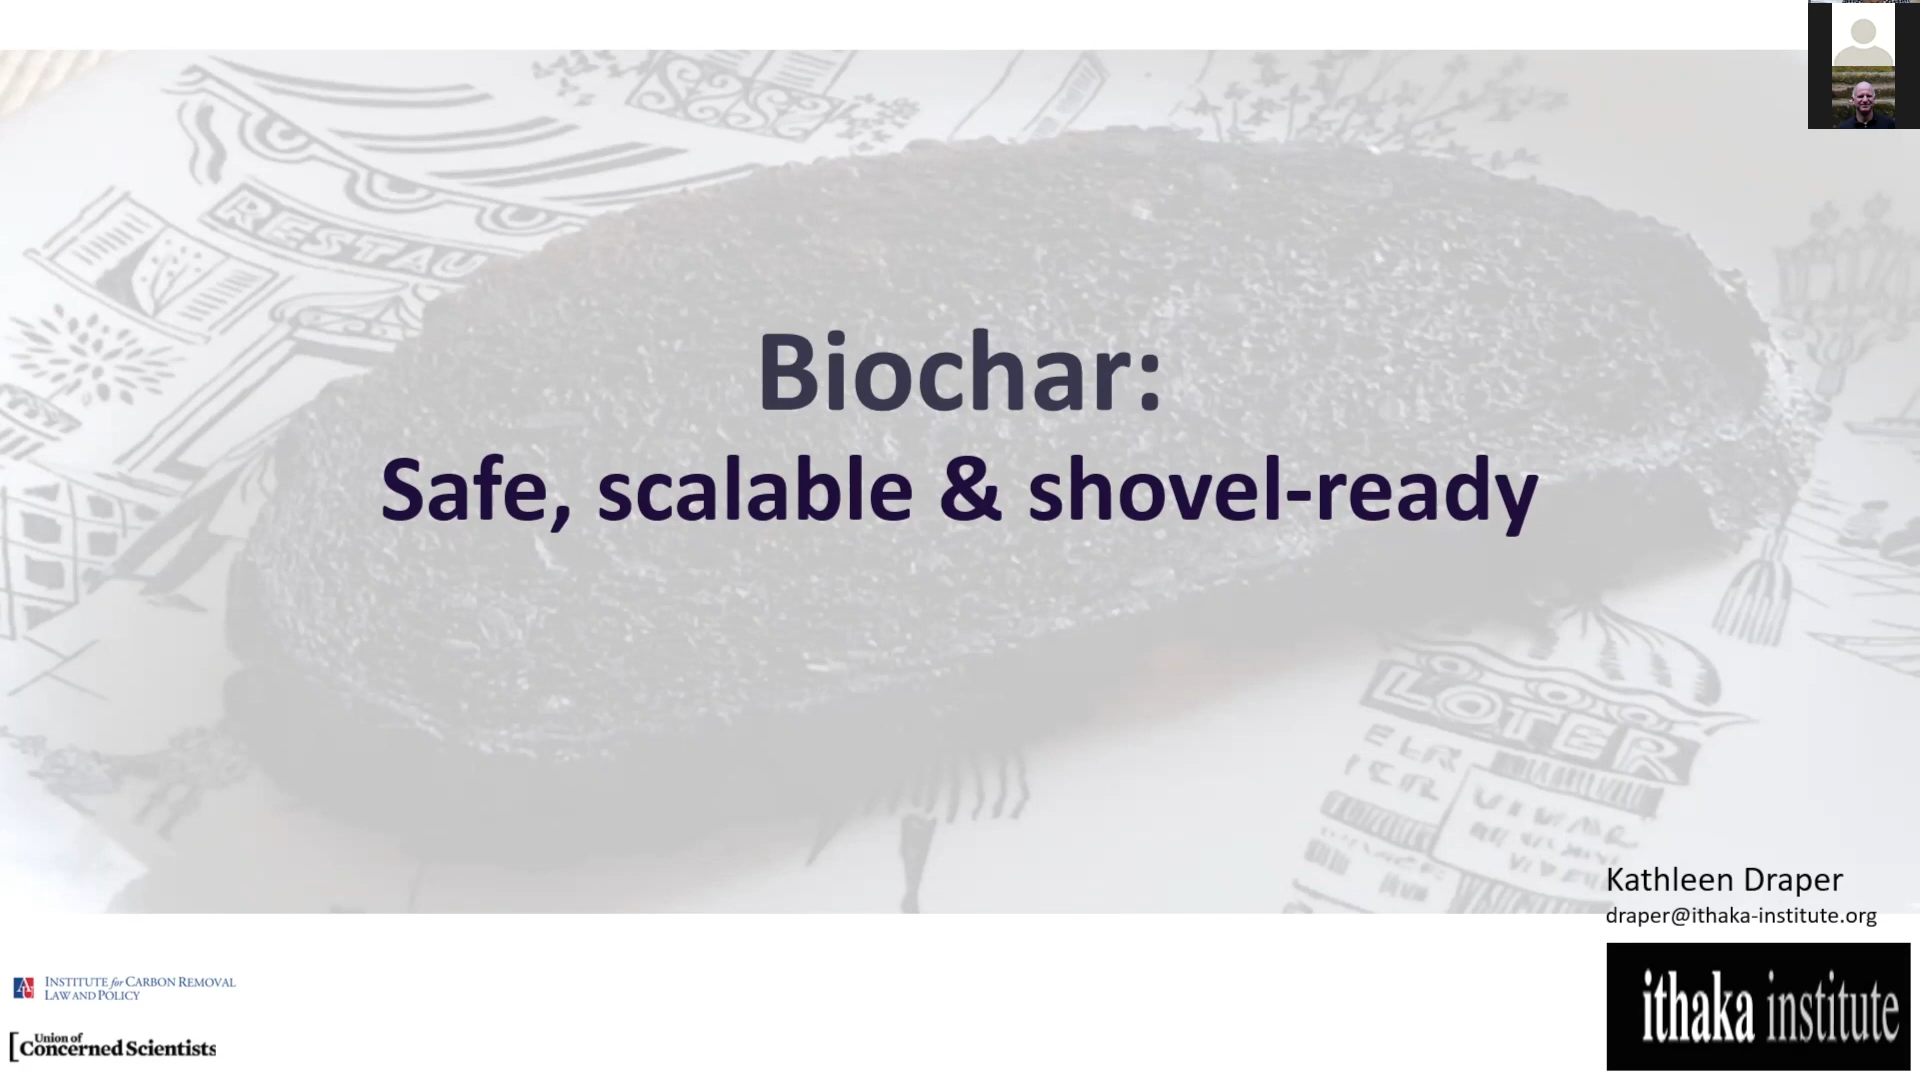 RESTAU
Biochar:
Safe, scalable & shovel-ready
LOTER
Kathleen Draper
draper@ithaka-institute.org
INSTITUTE for CARBON REMOVAL
LAW AND POLICY
Union of
Concerned Scientists
ithaka institute